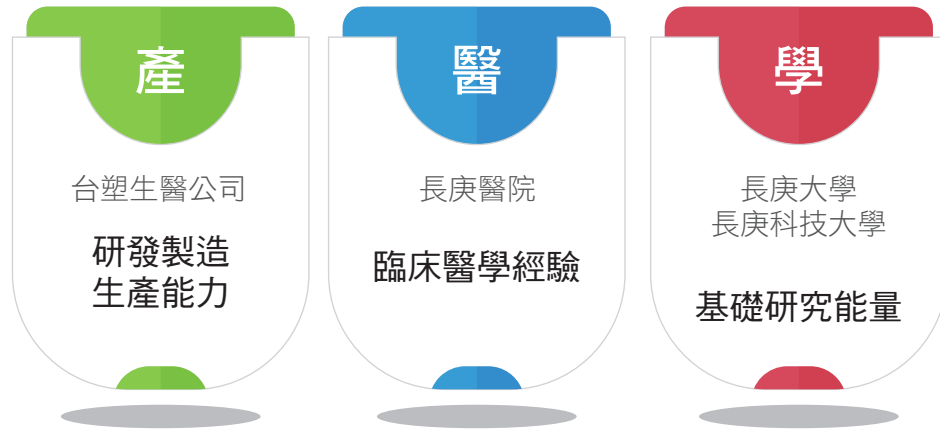 產
台塑生醫公司
研發製造
生產能力
醫
長庚醫院
臨床醫學經驗
學
長庚大學
長庚科技大學
基礎研究能量